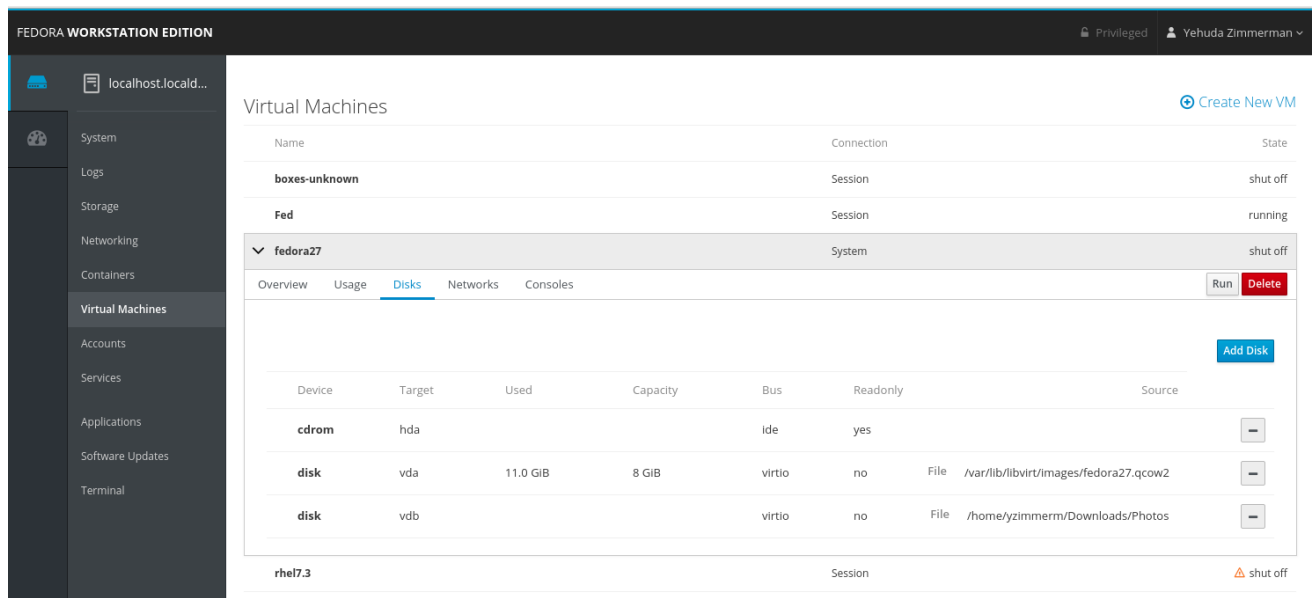 FEDORA WORKSTATION EDITION
Privileged
Yehuda Zimmerman
localhost.locald...
System
Logs
Storage
Networking
Containers
Virtual Machines
Accounts
Services
Applications
Software Updates
Terminal
Virtual Machines
Create New VM
Name Connection State
boxes-unknown Session shut off
Fed Session running
fedora27 System shut off
Overview Usage Disks Networks Consoles Run Delete
Add Disk
Device Target Used Capacity Bus Readonly Source
cdrom hda ide yes
disk vda 11.0 GiB 8 GiB virtio no File /var/lib/libvirt/images/fedora27.qcow2
disk vdb virtio no File /home/yzimmerm/Downloads/Photos
rhel7.3 Session shut off